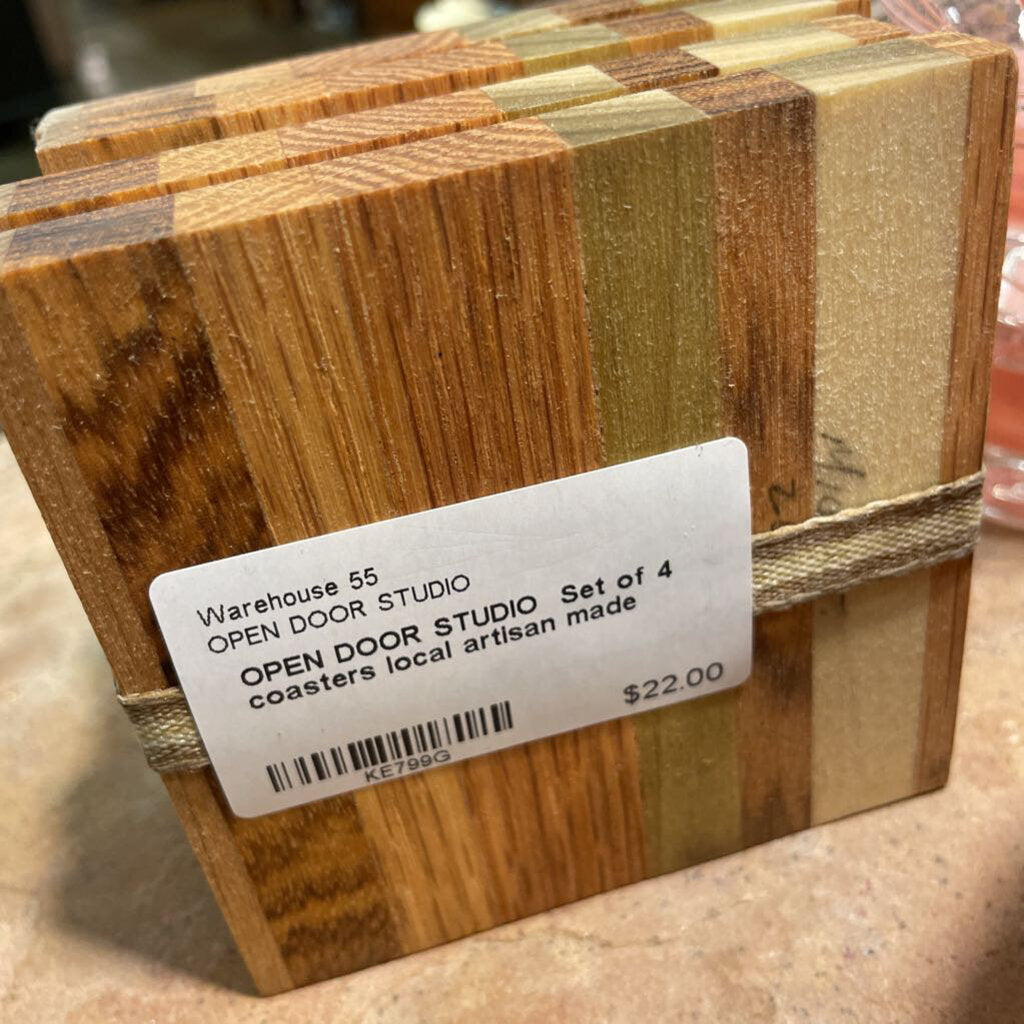 Warehouse 55
OPEN DOOR STUDIO
OPEN DOOR STUDIO Set of 4
coasters local artisan made
$22.00
KE799G